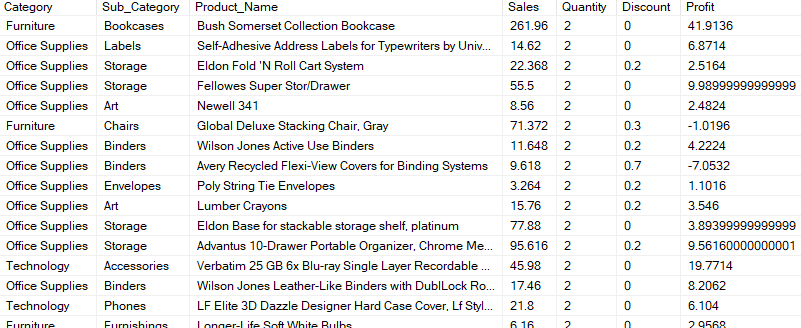 Category Sub_Category Product_Name Sales Quantity Discount Profit
Furniture Bookcases Bush Somerset Collection Bookcase 261.96 2 0 41.9136
Office Supplies Labels Self-Adhesive Address Labels for Typewriters by Univ... 14.62 2 0 6.8714
Office Supplies Storage Eldon Fold 'N Roll Cart System 22.368 2 0.2 2.5164
Office Supplies Storage Fellowes Super Stor/Drawer 55.5 2 0 9.98999999999999
Office Supplies Art Newell 341 8.56 2 0 2.4824
Furniture Chairs Global Deluxe Stacking Chair, Gray 71.372 2 0.3 -1.0196
Office Supplies Binders Wilson Jones Active Use Binders 11.648 2 0.2 4.2224
Office Supplies Binders Avery Recycled Flexi-View Covers for Binding Systems 9.618 2 0.7 -7.0532
Office Supplies Envelopes Poly String Tie Envelopes 3.264 2 0.2 1.1016
Office Supplies Art Lumber Crayons 15.76 2 0.2 3.546
Office Supplies Storage Eldon Base for stackable storage shelf, platinum 77.88 2 0 3.89399999999999
Office Supplies Storage Advantus 10-Drawer Portable Organizer, Chrome Me... 95.616 2 0.2 9.56160000000001
Technology Accessories Verbatim 25 GB 6x Blu-ray Single Layer Recordable ... 45.98 2 0 19.7714
Office Supplies Binders Wilson Jones Leather-Like Binders with DublLock Ro... 17.46 2 0 8.2062
Technology Phones LF Elite 3D Dazzle Designer Hard Case Cover, Lf Styl... 21.8 2 0 6.104
Furniture Furnishings Longer-Life Soft White Bulbs 6.16 2 0 2.9568